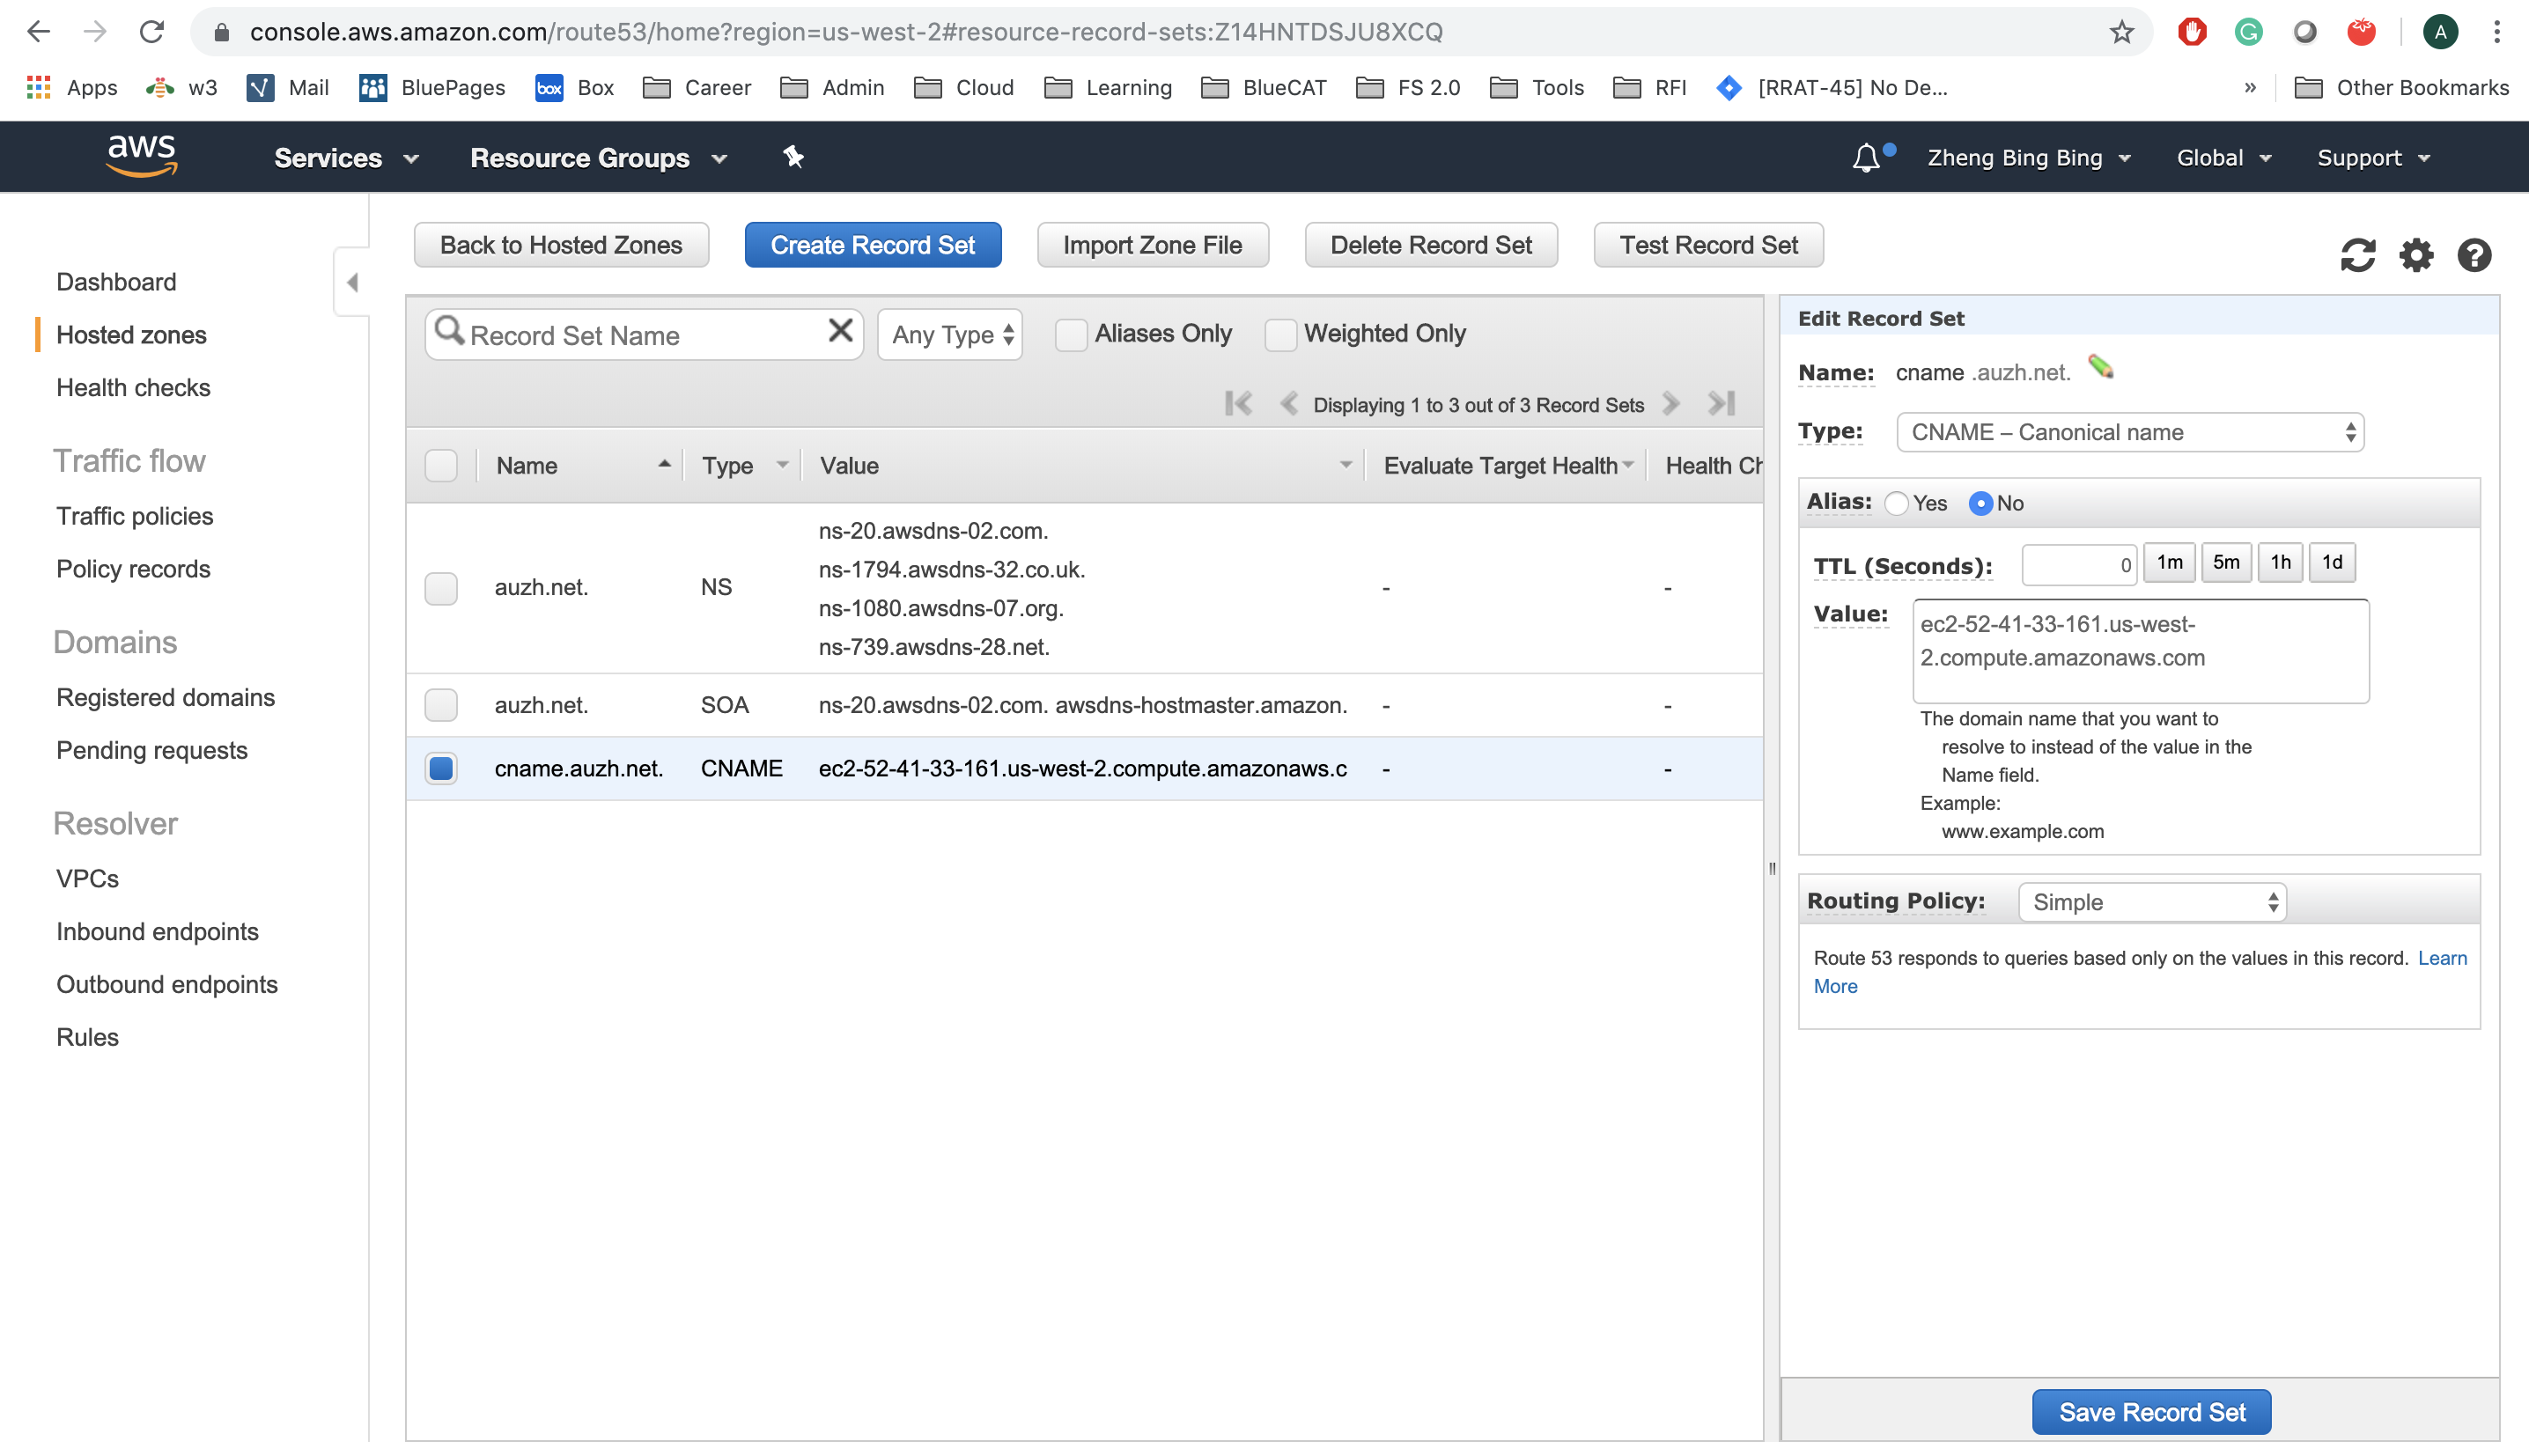 console.aws.amazon.com/route53/home?region=us-west-2#resource-record-sets:Z14HNTDSJU8XCQ
A
Apps w3 Mail BluePages box Box Career Admin Cloud Learning BlueCAT FS 2.0 Tools RFI [RRAT-45] No De... » Other Bookmarks
aws Services Resource Groups Zheng Bing Bing Global Support
Dashboard
Hosted zones
Health checks
Traffic flow
Traffic policies
Policy records
Domains
Registered domains
Pending requests
Resolver
VPCs
Inbound endpoints
Outbound endpoints
Rules
Back to Hosted Zones Create Record Set Import Zone File Delete Record Set Test Record Set
Record Set Name Any Type Aliases Only Weighted Only
Displaying 1 to 3 out of 3 Record Sets
Name Type Value Evaluate Target Health Health Ch
auzh.net. NS
ns-20.awsdns-02.com.
ns-1794.awsdns-32.co.uk.
ns-1080.awsdns-07.org.
ns-739.awsdns-28.net.
- -
auzh.net. SOA ns-20.awsdns-02.com. awsdns-hostmaster.amazon. - -
cname.auzh.net. CNAME ec2-52-41-33-161.us-west-2.compute.amazonaws.c - -
Edit Record Set
Name: cname .auzh.net.
Type: CNAME – Canonical name
Alias: Yes No
TTL (Seconds): 0 1m 5m 1h 1d
Value: ec2-52-41-33-161.us-west-
2.compute.amazonaws.com
The domain name that you want to
resolve to instead of the value in the
Name field.
Example:
www.example.com
Routing Policy: Simple
Route 53 responds to queries based only on the values in this record. Learn
More
Save Record Set